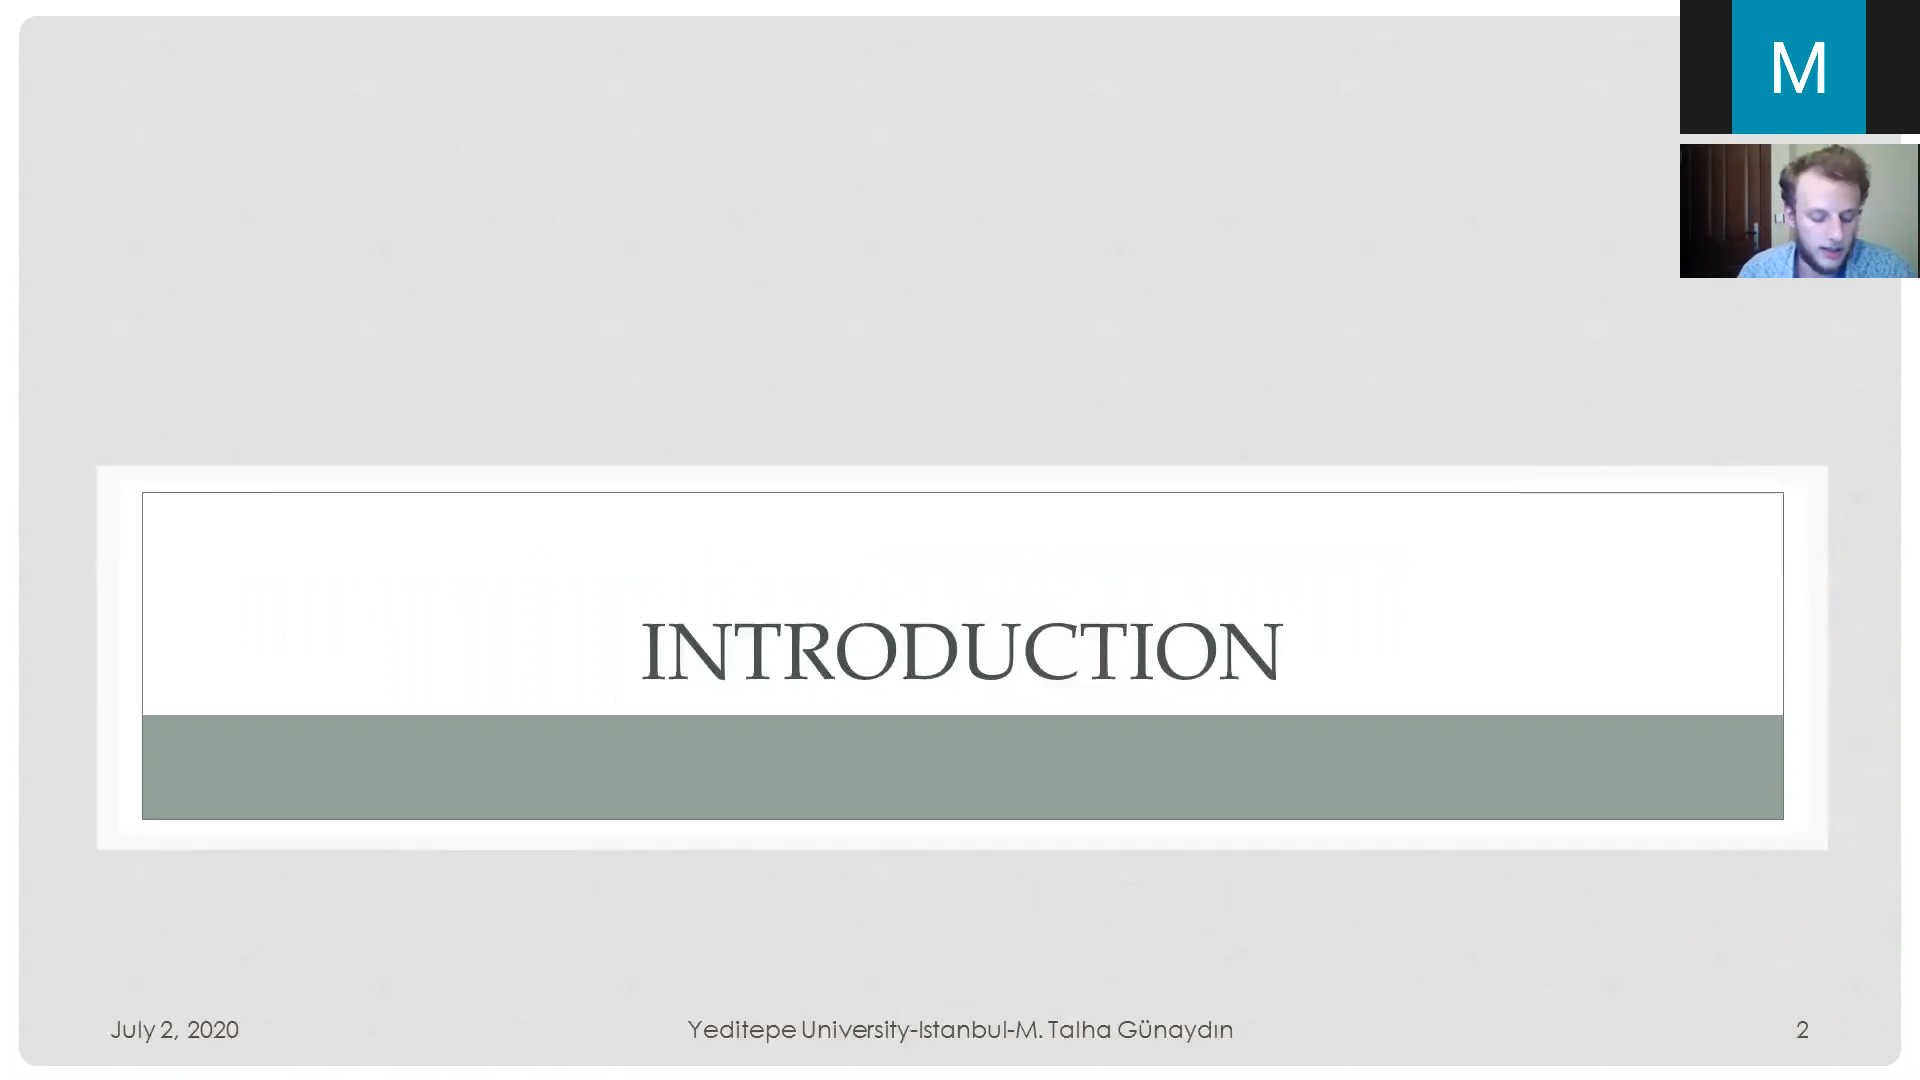 M
INTRODUCTION
July 2, 2020
Yeditepe University-Istanbul-M. Talha Günaydın
2